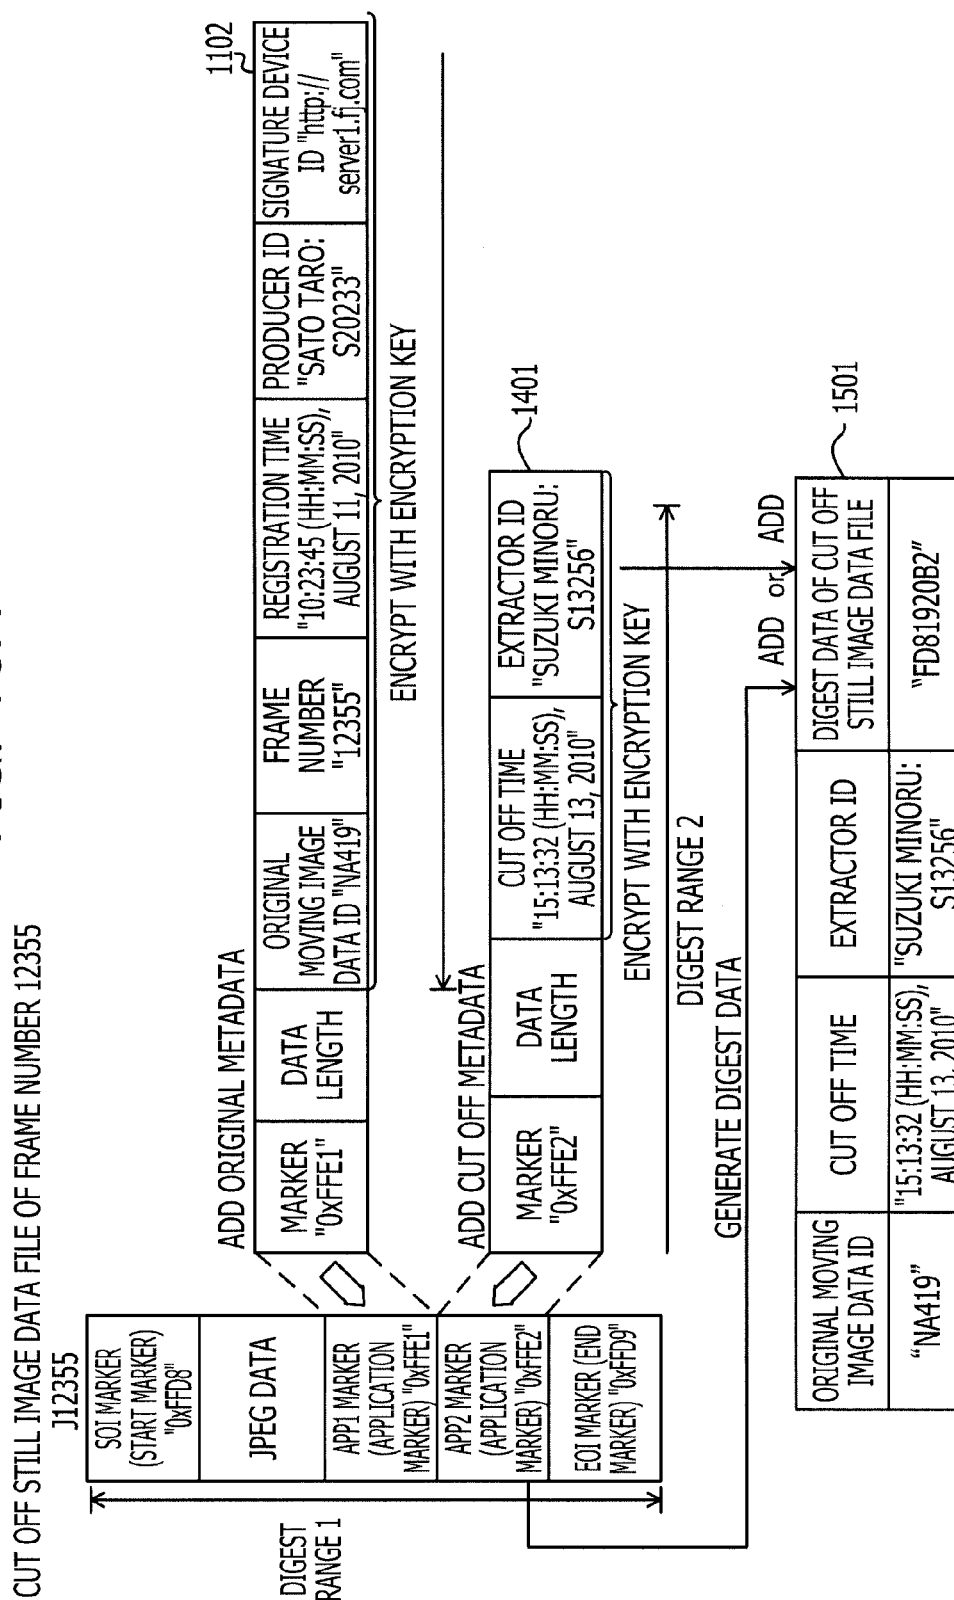 CUT OFF STILL IMAGE DATA FILE OF FRAME NUMBER 12355
J12355
SOI MARKER
(START MARKER)
"0xFFD8"
JPEG DATA
APP1 MARKER
(APPLICATION
MARKER) "0xFFE1"
APP2 MARKER
(APPLICATION
MARKER) "0xFFE2"
EOI MARKER (END
MARKER) "0xFFD9"
DIGEST
RANGE 1
ADD ORIGINAL METADATA
1102
MARKER
"0xFFE1"
DATA
LENGTH
ORIGINAL
MOVING IMAGE
DATA ID "NA419"
FRAME
NUMBER
"12355"
REGISTRATION TIME
"10:23:45 (HH:MM:SS),
AUGUST 11, 2010"
PRODUCER ID
"SATO TARO:
S20233"
SIGNATURE DEVICE
ID "http://
server1.fj.com"
ENCRYPT WITH ENCRYPTION KEY
ADD CUT OFF METADATA
1401
MARKER
"0xFFE2"
DATA
LENGTH
CUT OFF TIME
"15:13:32 (HH:MM:SS),
AUGUST 13, 2010"
EXTRACTOR ID
"SUZUKI MINORU:
S13256"
ENCRYPT WITH ENCRYPTION KEY
DIGEST RANGE 2
GENERATE DIGEST DATA
ADD or ADD
1501
ORIGINAL MOVING
IMAGE DATA ID
CUT OFF TIME
EXTRACTOR ID
DIGEST DATA OF CUT OFF
STILL IMAGE DATA FILE
"NA419"
"15:13:32 (HH:MM:SS),
AUGUST 13, 2010"
"SUZUKI MINORU:
S13256"
"FD81920B2"